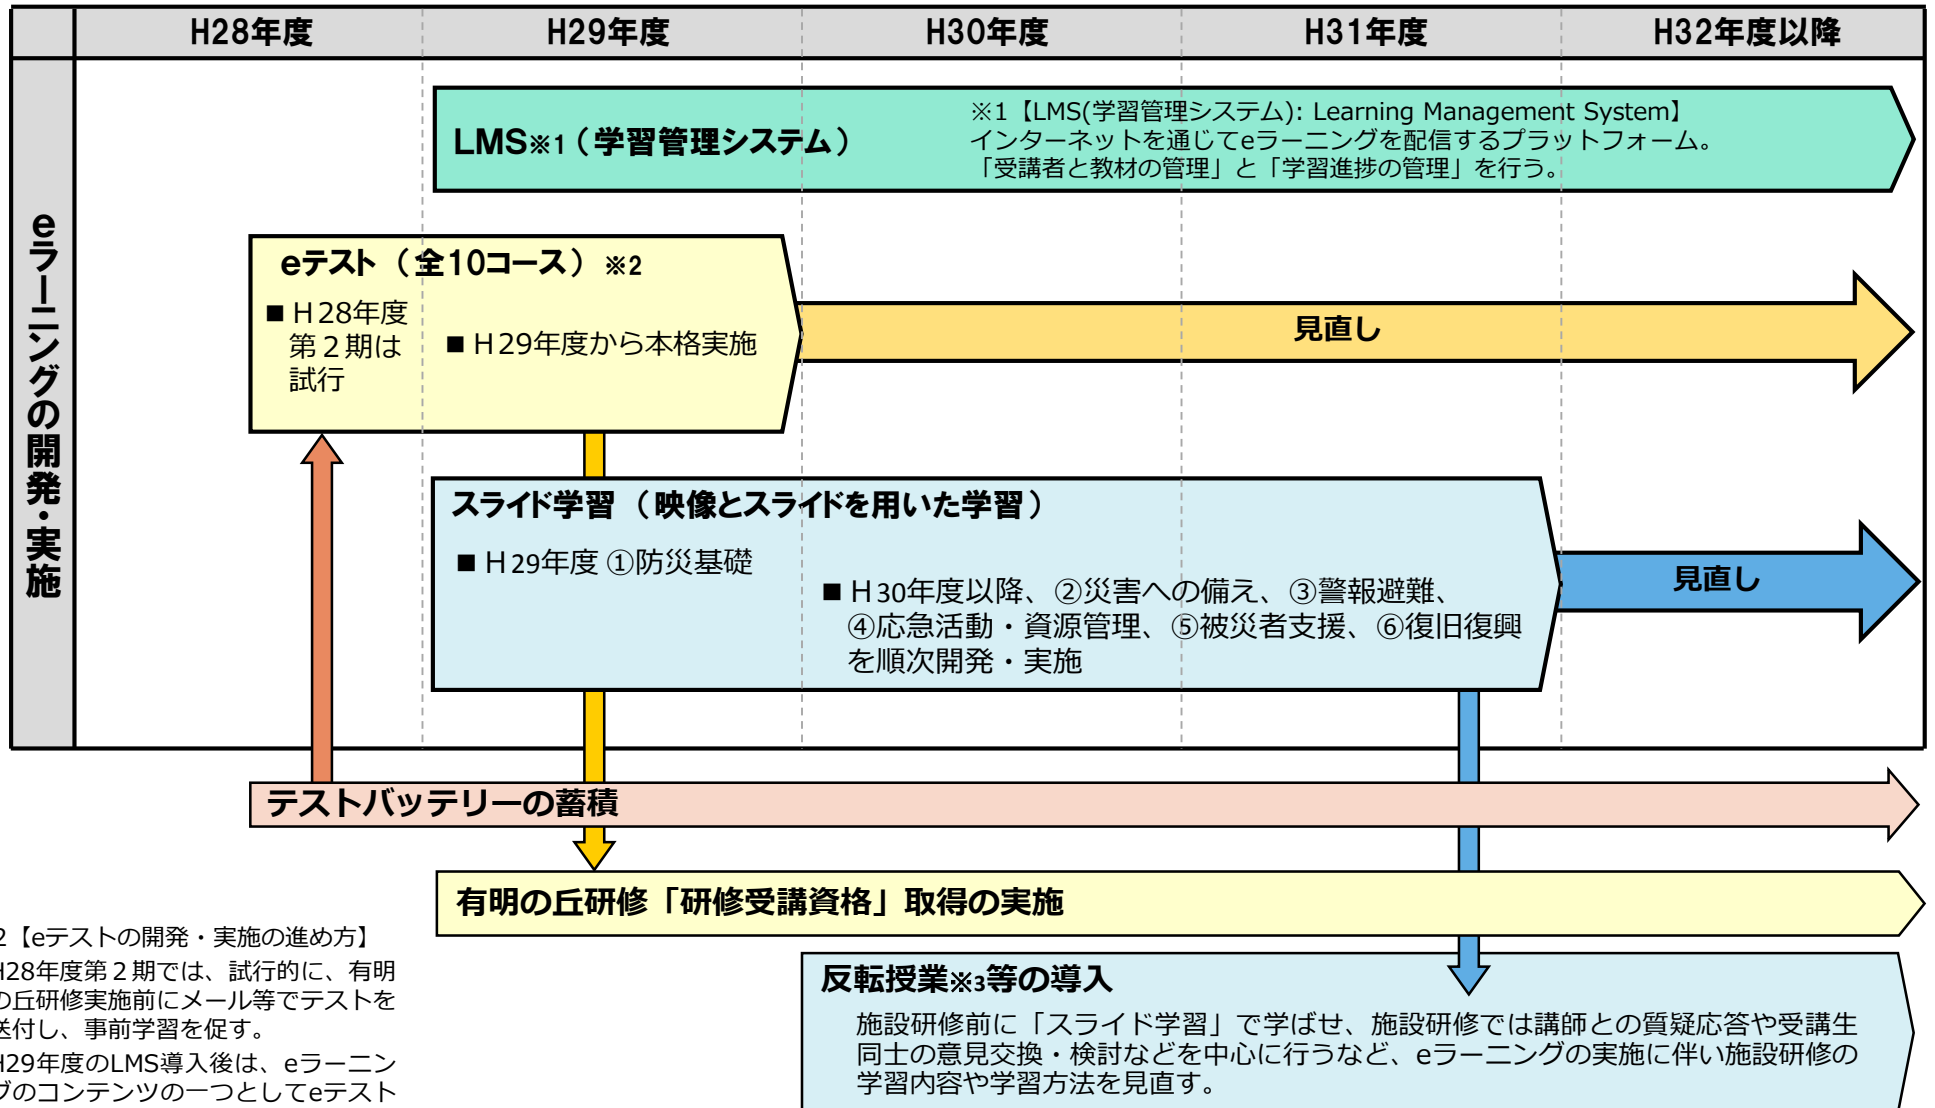 H28年度
H29年度
H30年度
H31年度
H32年度以降
eラーニングの開発・実施
LMS※1（学習管理システム）
※1【LMS(学習管理システム): Learning Management System】
インターネットを通じてeラーニングを配信するプラットフォーム。
「受講者と教材の管理」と「学習進捗の管理」を行う。
eテスト（全10コース）※2
■ H28年度
第２期は
試行
■ H29年度から本格実施
見直し
スライド学習（映像とスライドを用いた学習）
■ H29年度 ①防災基礎
■ H30年度以降、②災害への備え、③警報避難、
④応急活動・資源管理、⑤被災者支援、⑥復旧復興
を順次開発・実施
見直し
テストバッテリーの蓄積
有明の丘研修「研修受講資格」取得の実施
反転授業※3等の導入
施設研修前に「スライド学習」で学ばせ、施設研修では講師との質疑応答や受講生
同士の意見交換・検討などを中心に行うなど、eラーニングの実施に伴い施設研修の
学習内容や学習方法を見直す。
2【eテストの開発・実施の進め方】
H28年度第２期では、試行的に、有明
の丘研修実施前にメール等でテストを
送付し、事前学習を促す。
H29年度のLMS導入後は、eラーニン
グのコンテンツの一つとしてeテスト